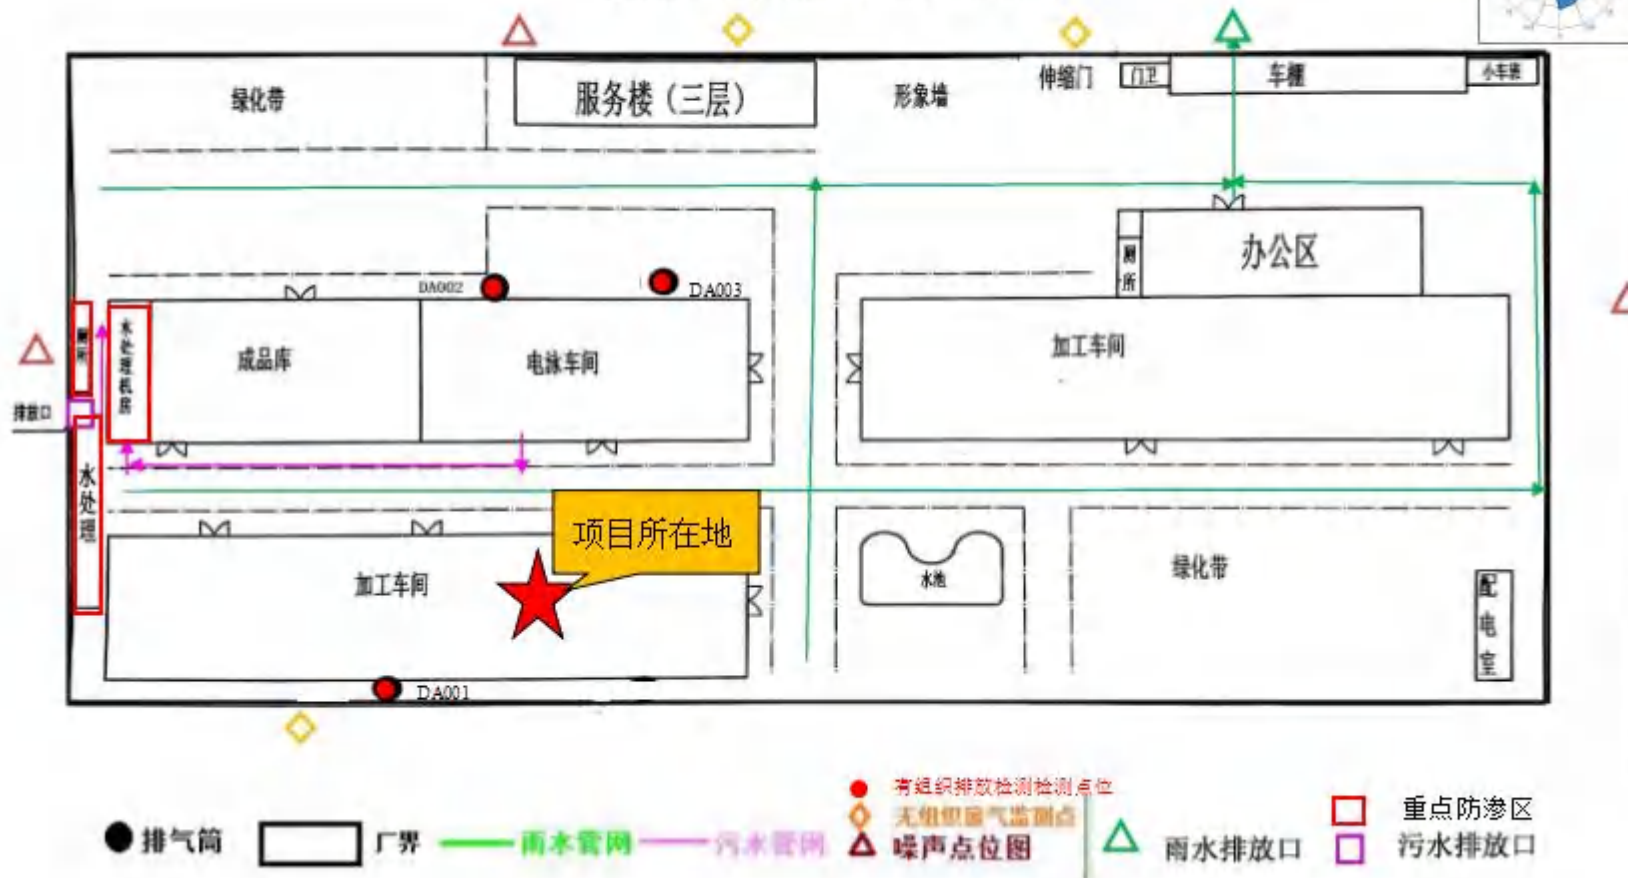 绿化带
服务楼（三层）
形象墙
伸缩门
门卫
车棚
办公区
厕所
DA002
DA003
厕所
水处理机房
成品库
电泳车间
加工车间
排放口
水处理
项目所在地
加工车间
水池
绿化带
配电室
DA001
有组织排放检测检测点位
无组织废气监测点
噪声点位图
排气筒
厂界
雨水管网
污水管网
雨水排放口
重点防渗区
污水排放口